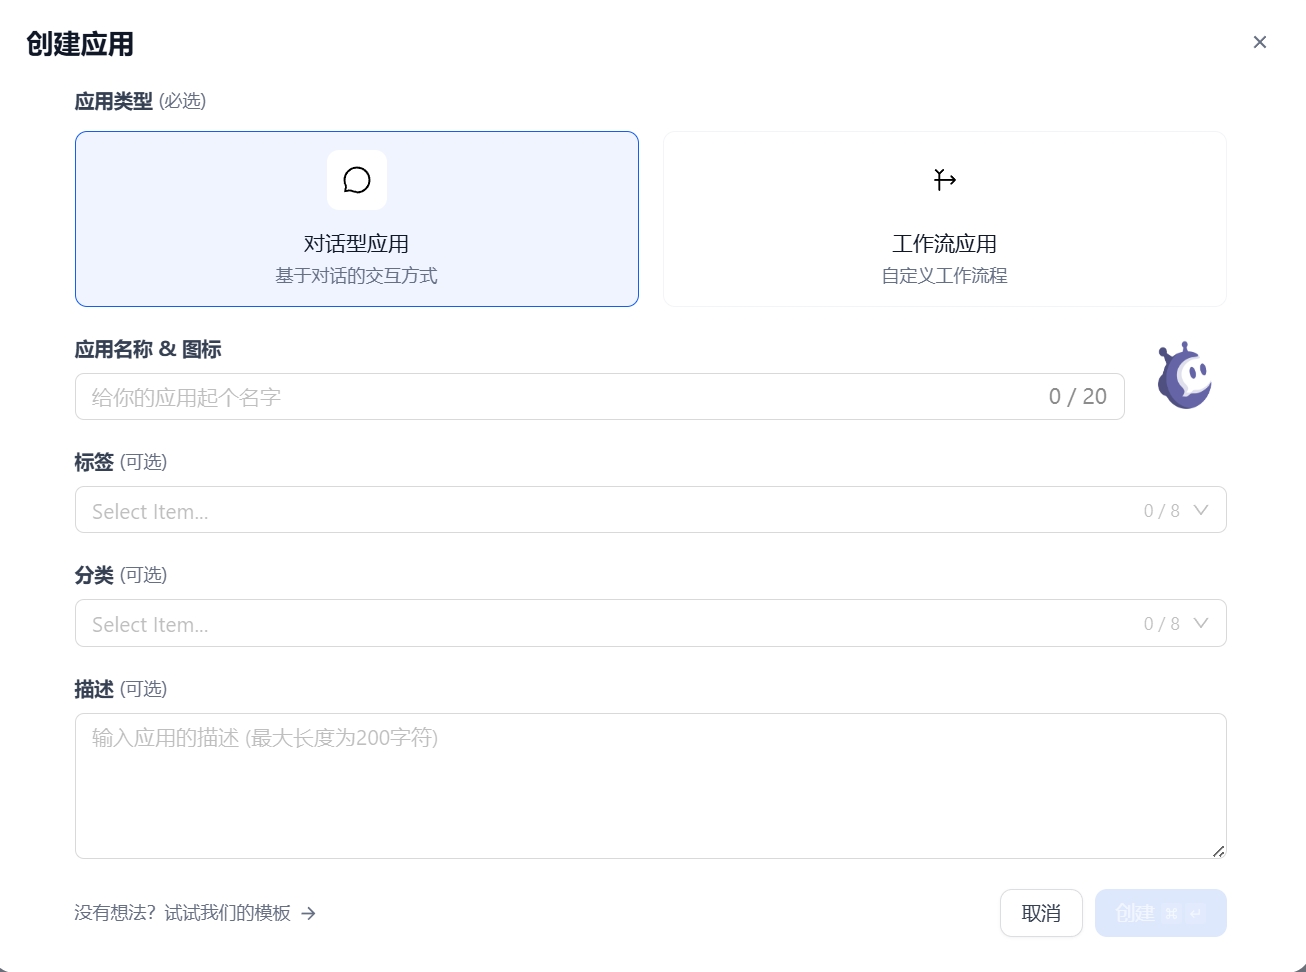 创建应用
应用类型 (必选)
对话型应用
基于对话的交互方式
工作流应用
自定义工作流程
应用名称 & 图标
给你的应用起个名字 0 / 20
标签 (可选)
Select Item... 0 / 8
分类 (可选)
Select Item... 0 / 8
描述 (可选)
输入应用的描述 (最大长度为200字符)
没有想法? 试试我们的模板 →
取消
创建 ⌘ ↵